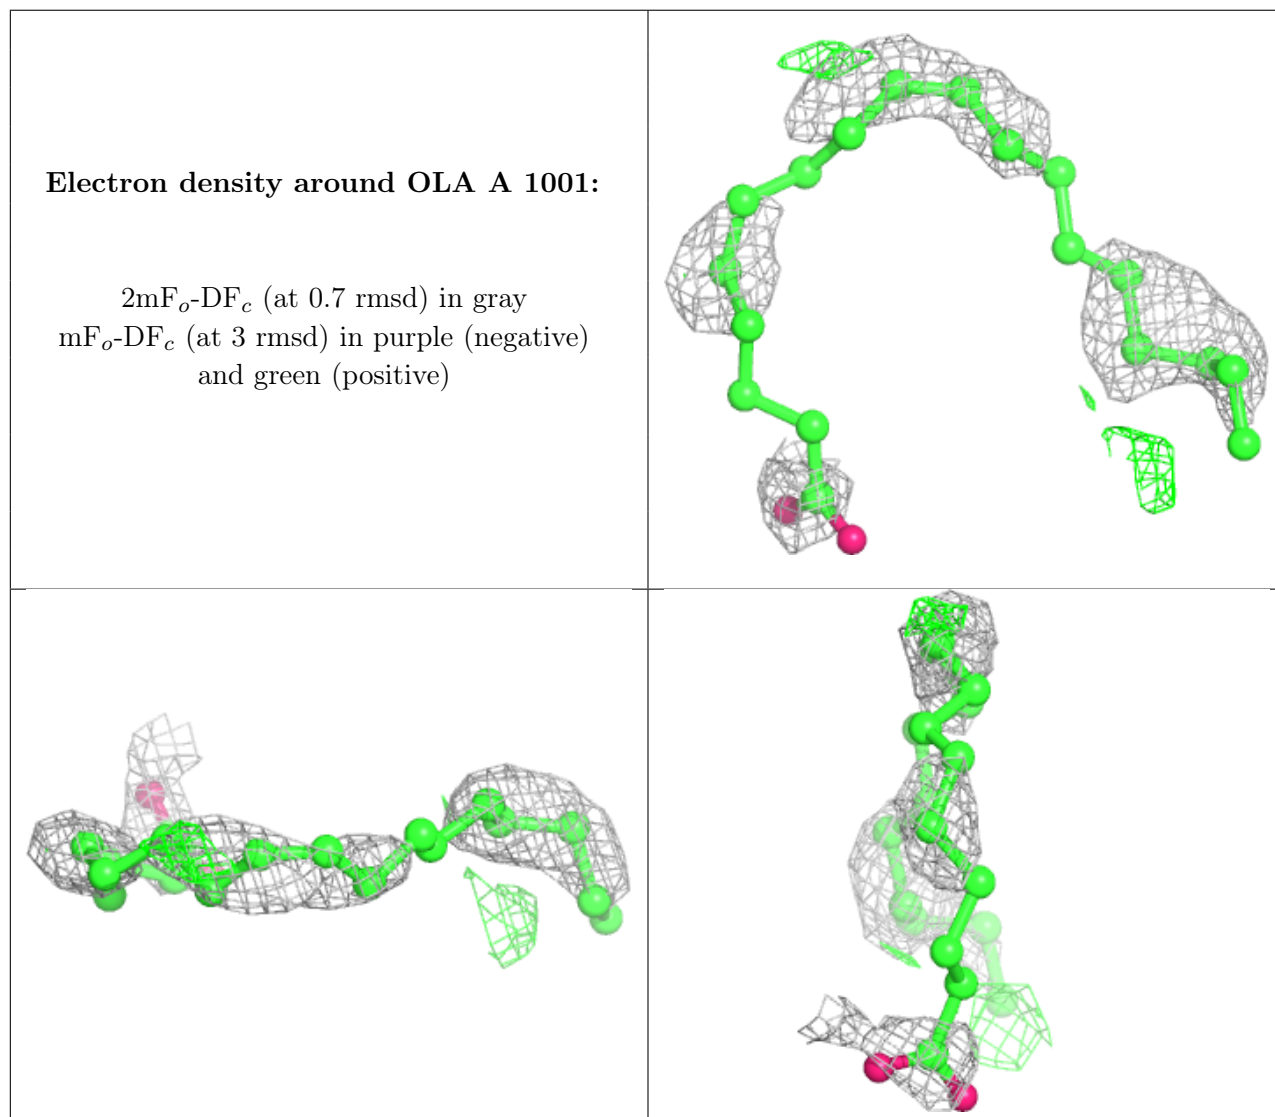 Electron density around OLA A 1001:
2mFo-DFc (at 0.7 rmsd) in gray
mFo-DFc (at 3 rmsd) in purple (negative)
and green (positive)